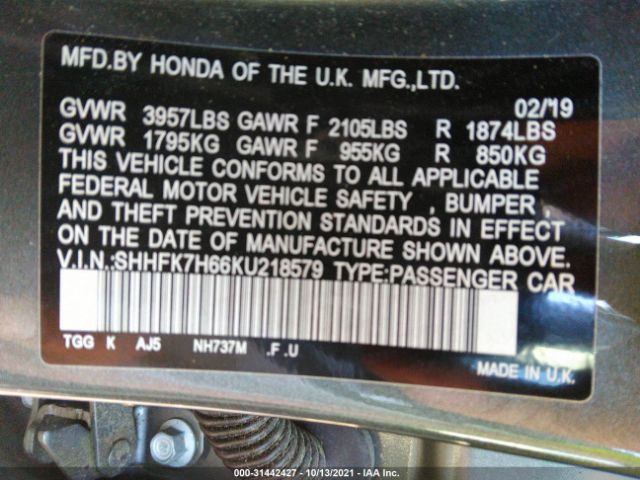 MFD.BY HONDA OF THE U.K. MFG.,LTD.
02/19
GVWR 3957LBS GAWR F 2105LBS R 1874LBS
GVWR 1795KG GAWR F 955KG R 850KG
THIS VEHICLE CONFORMS TO ALL APPLICABLE
FEDERAL MOTOR VEHICLE SAFETY , BUMPER ,
AND THEFT PREVENTION STANDARDS IN EFFECT
ON THE DATE OF MANUFACTURE SHOWN ABOVE.
V.I.N.:SHHFK7H66KU218579 TYPE:PASSENGER CAR
TGG K AJ5 NH737M .F .U
MADE IN U.K.
000-31442427 - 10/13/2021 - IAA Inc.